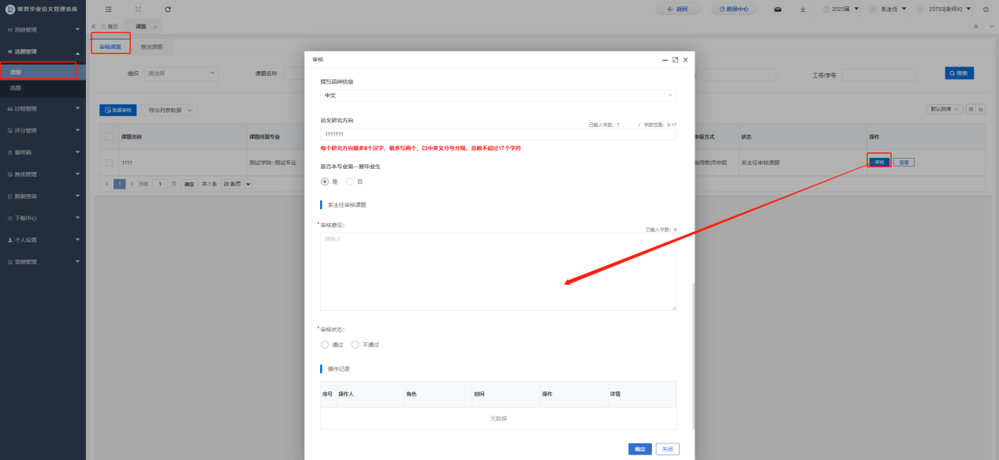 维普毕业论文管理系统
返回 数据中心 2023届 系主任 23753[老师X]
消息管理
首页 课题
选题管理
审核课题 查询课题
课题
选题
组织 请选择 课题名称 工号/学号 搜索
批量审核 导出列表数据 默认排序
课题名称 课题所属专业 申报方式 状态 操作
1111 测试学院-测试专业 指导教师申报 系主任审核课题 审核 查看
1 到第 1 页 确定 共 1 条 20 条/页
过程管理
评分管理
最终稿
推优管理
数据查询
下载中心
个人设置
答辩管理
审核
撰写语种信息
中文
论文研究方向
已输入字数：7 / 字数范围：0-17
1111111
每个研究方向最多8个汉字，最多写两个，以中英文分号分隔，总数不超过17个字符
是否本专业第一届毕业生
是 否
系主任审核课题
*审核意见：
已输入字数：0
请输入
*审核状态：
通过 不通过
操作记录
序号 操作人 角色 时间 操作 详情
无数据
确定 关闭